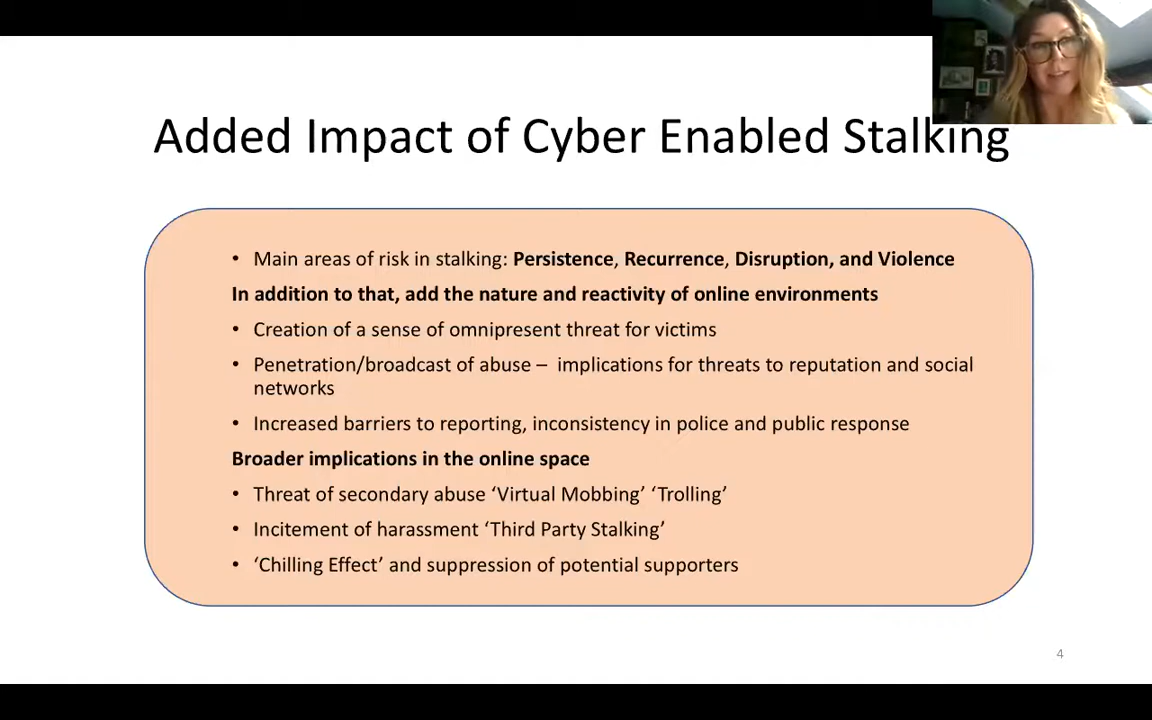 Added Impact of Cyber Enabled Stalking
• Main areas of risk in stalking: Persistence, Recurrence, Disruption, and Violence
In addition to that, add the nature and reactivity of online environments
• Creation of a sense of omnipresent threat for victims
• Penetration/broadcast of abuse –  implications for threats to reputation and social
networks
• Increased barriers to reporting, inconsistency in police and public response
Broader implications in the online space
• Threat of secondary abuse ‘Virtual Mobbing’ ‘Trolling’
• Incitement of harassment ‘Third Party Stalking’
• ‘Chilling Effect’ and suppression of potential supporters
4